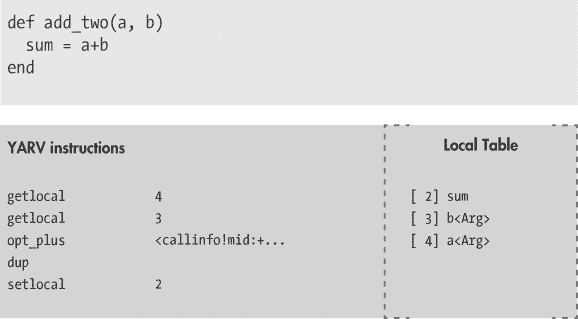 def add_two(a, b)
  sum = a+b
end
YARV instructions
getlocal 4
getlocal 3
opt_plus <callinfo!mid:+...
dup
setlocal 2
Local Table
[ 2] sum
[ 3] b<Arg>
[ 4] a<Arg>